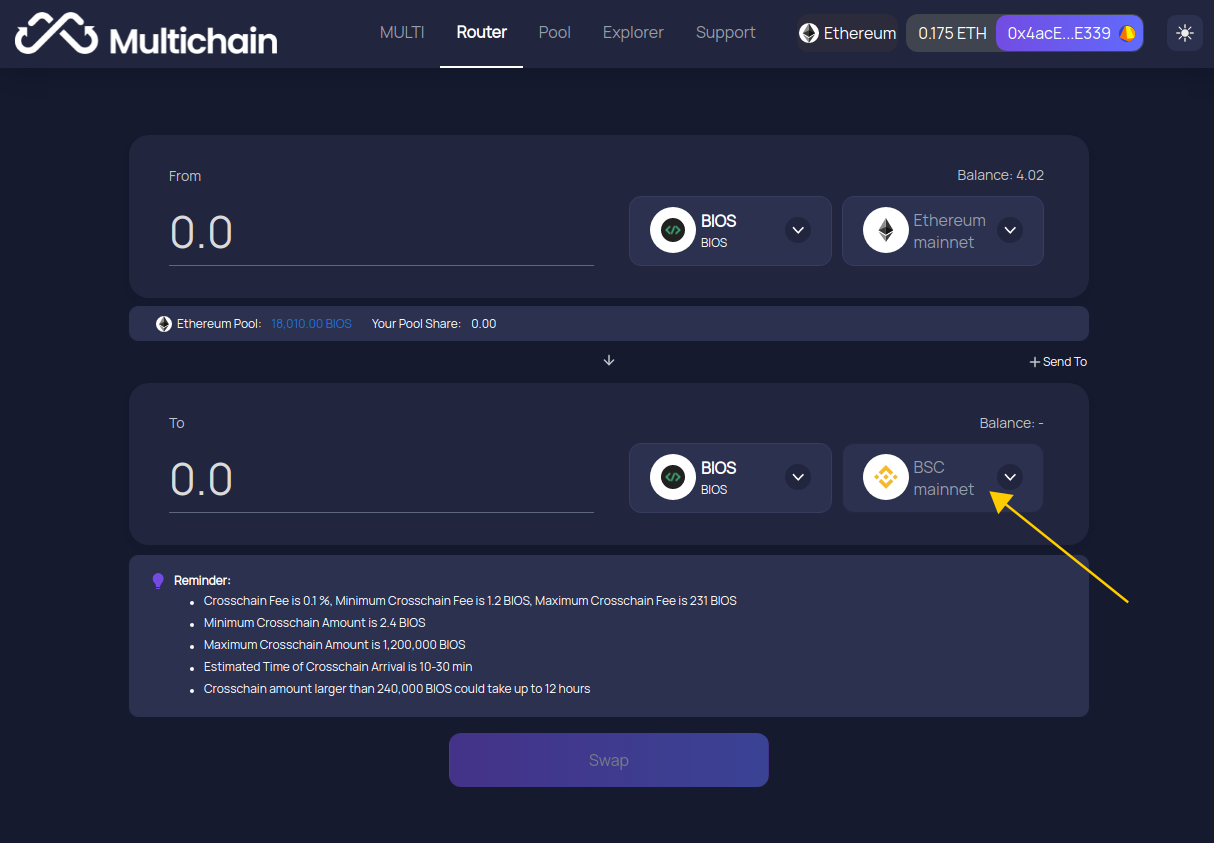 Multichain
MULTI Router Pool Explorer Support Ethereum 0.175 ETH 0x4acE...E339
From Balance: 4.02
0.0 BIOS BIOS Ethereum mainnet
Ethereum Pool: 18,010.00 BIOS Your Pool Share: 0.00
+ Send To
To Balance: -
0.0 BIOS BIOS BSC mainnet
Reminder:
Crosschain Fee is 0.1 %, Minimum Crosschain Fee is 1.2 BIOS, Maximum Crosschain Fee is 231 BIOS
Minimum Crosschain Amount is 2.4 BIOS
Maximum Crosschain Amount is 1,200,000 BIOS
Estimated Time of Crosschain Arrival is 10-30 min
Crosschain amount larger than 240,000 BIOS could take up to 12 hours
Swap